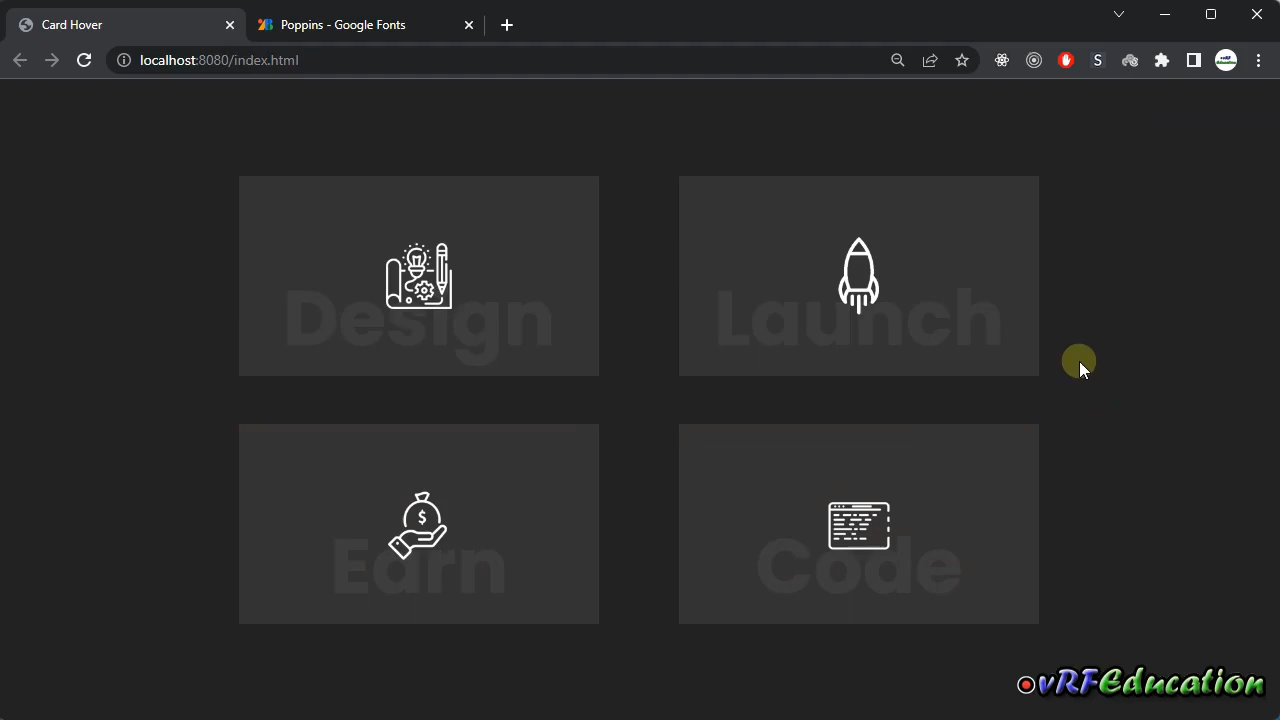 Card Hover
Poppins - Google Fonts
localhost:8080/index.html
S
Design
Launch
$
Earn
Code
vRFEducation